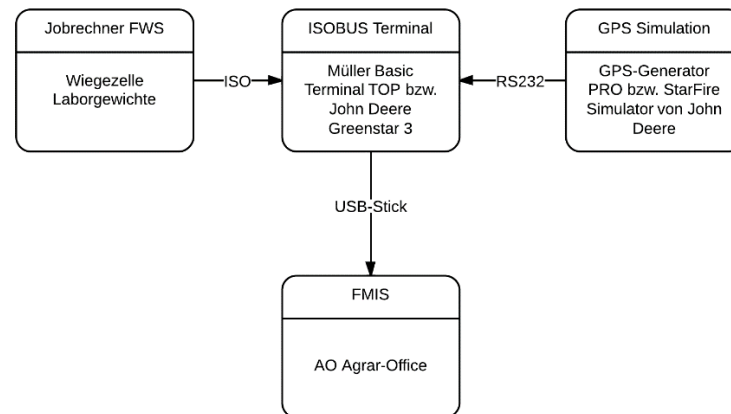 Jobrechner FWS
Wiegezelle
Laborgewichte
ISO
ISOBUS Terminal
Müller Basic
Terminal TOP bzw.
John Deere
Greenstar 3
RS232
GPS Simulation
GPS-Generator
PRO bzw. StarFire
Simulator von John
Deere
USB-Stick
FMIS
AO Agrar-Office